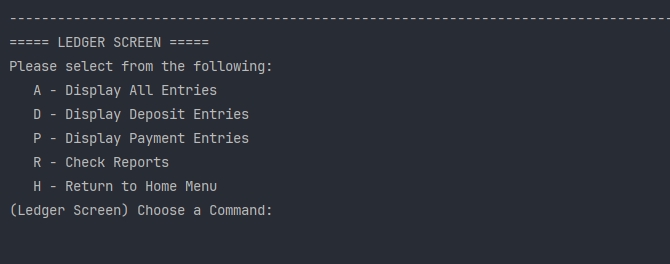 --------------------------------------------------------------------------------
===== LEDGER SCREEN =====
Please select from the following:
   A - Display All Entries
   D - Display Deposit Entries
   P - Display Payment Entries
   R - Check Reports
   H - Return to Home Menu
(Ledger Screen) Choose a Command: